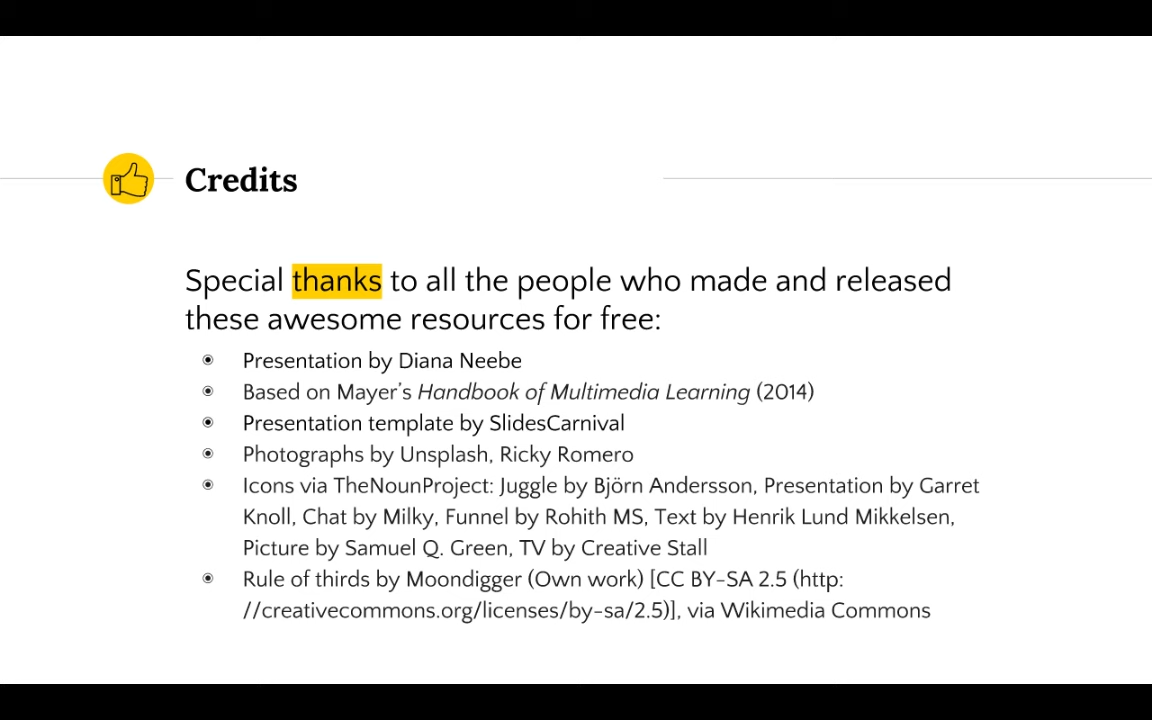 Credits
Special thanks to all the people who made and released
these awesome resources for free:
Presentation by Diana Neebe
Based on Mayer's Handbook of Multimedia Learning (2014)
Presentation template by SlidesCarnival
Photographs by Unsplash, Ricky Romero
Icons via TheNounProject: Juggle by Björn Andersson, Presentation by Garret
Knoll, Chat by Milky, Funnel by Rohith MS, Text by Henrik Lund Mikkelsen,
Picture by Samuel Q. Green, TV by Creative Stall
Rule of thirds by Moondigger (Own work) [CC BY-SA 2.5 (http:
//creativecommons.org/licenses/by-sa/2.5)], via Wikimedia Commons